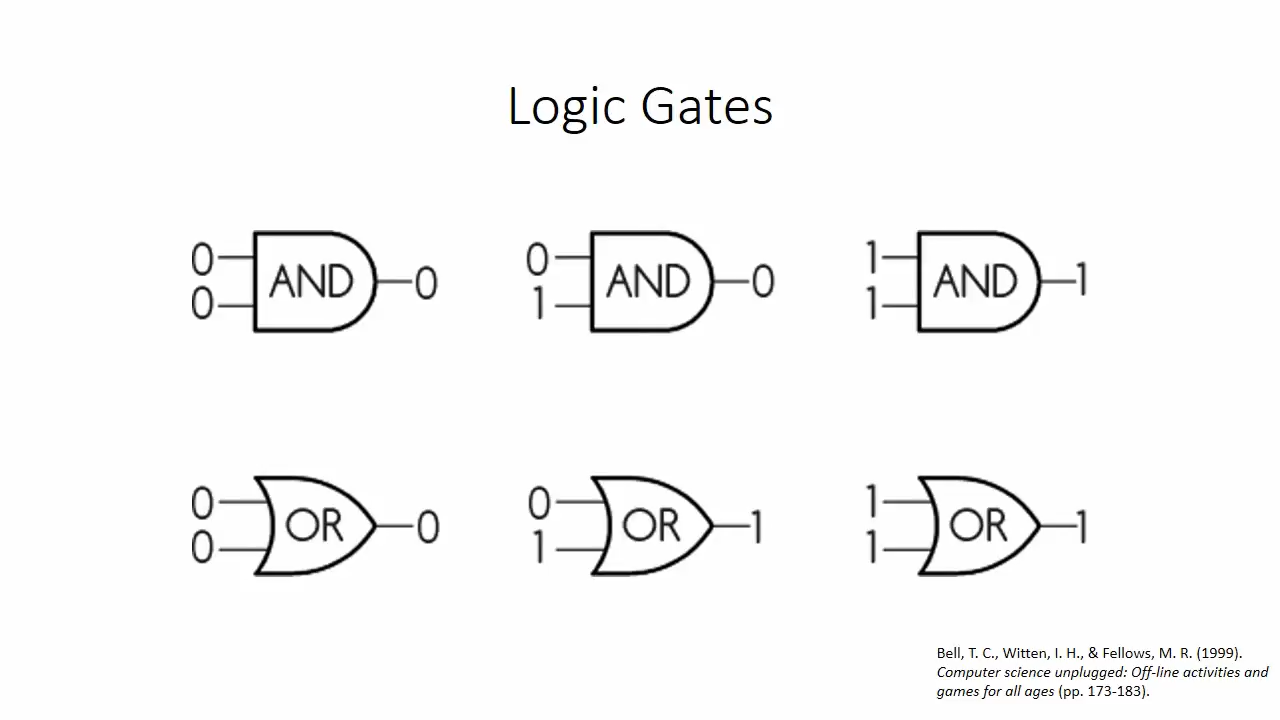 Logic Gates
0 0 AND 0
0 1 AND 0
1 1 AND 1
0 0 OR 0
0 1 OR 1
1 1 OR 1
Bell, T. C., Witten, I. H., & Fellows, M. R. (1999).
Computer science unplugged: Off-line activities and
games for all ages (pp. 173-183).